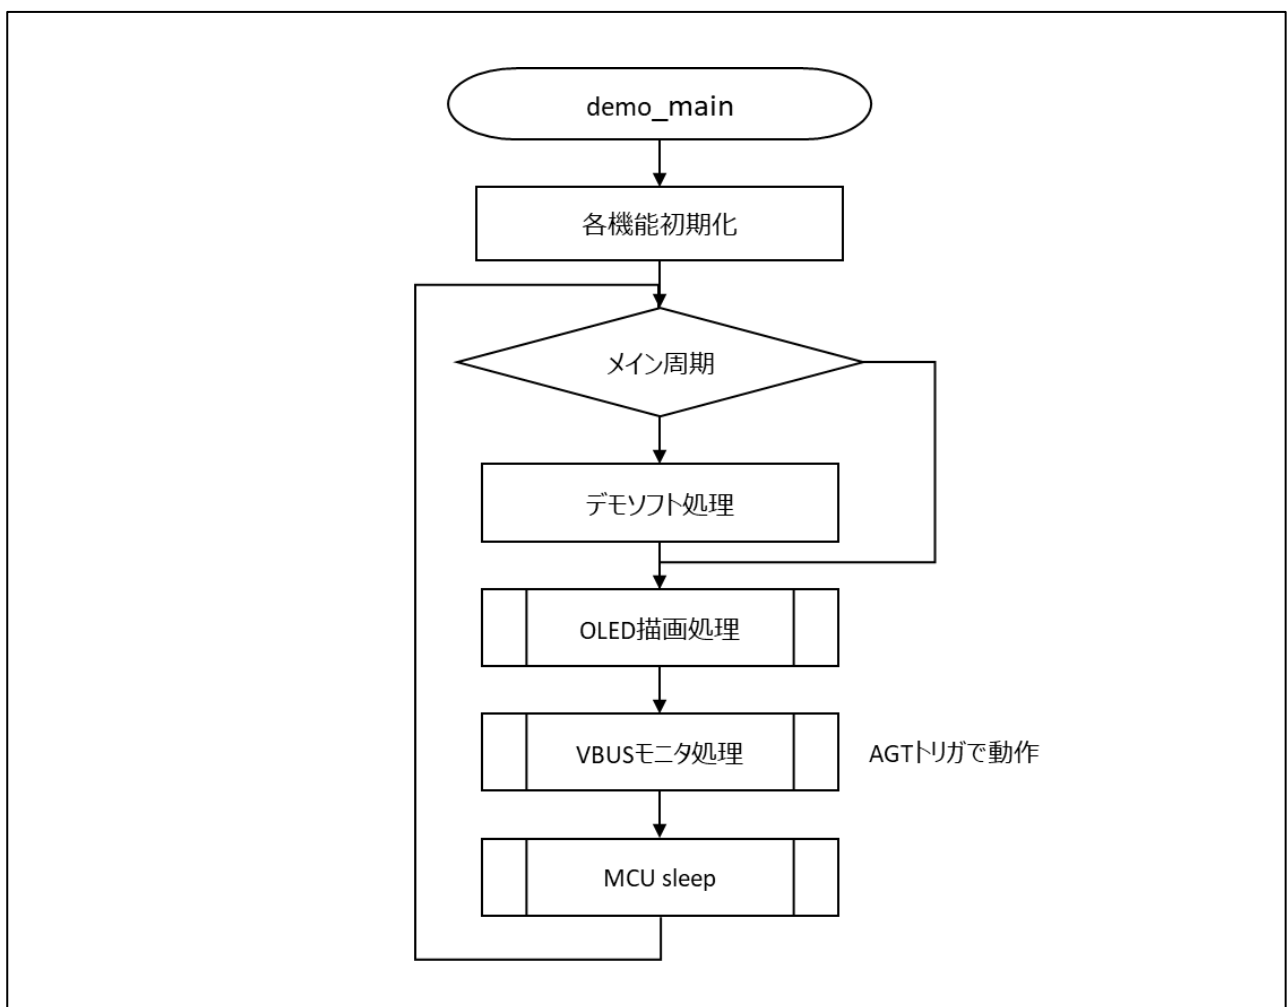 demo_main
各機能初期化
メイン周期
デモソフト処理
OLED描画処理
VBUSモニタ処理
AGTトリガで動作
MCU sleep